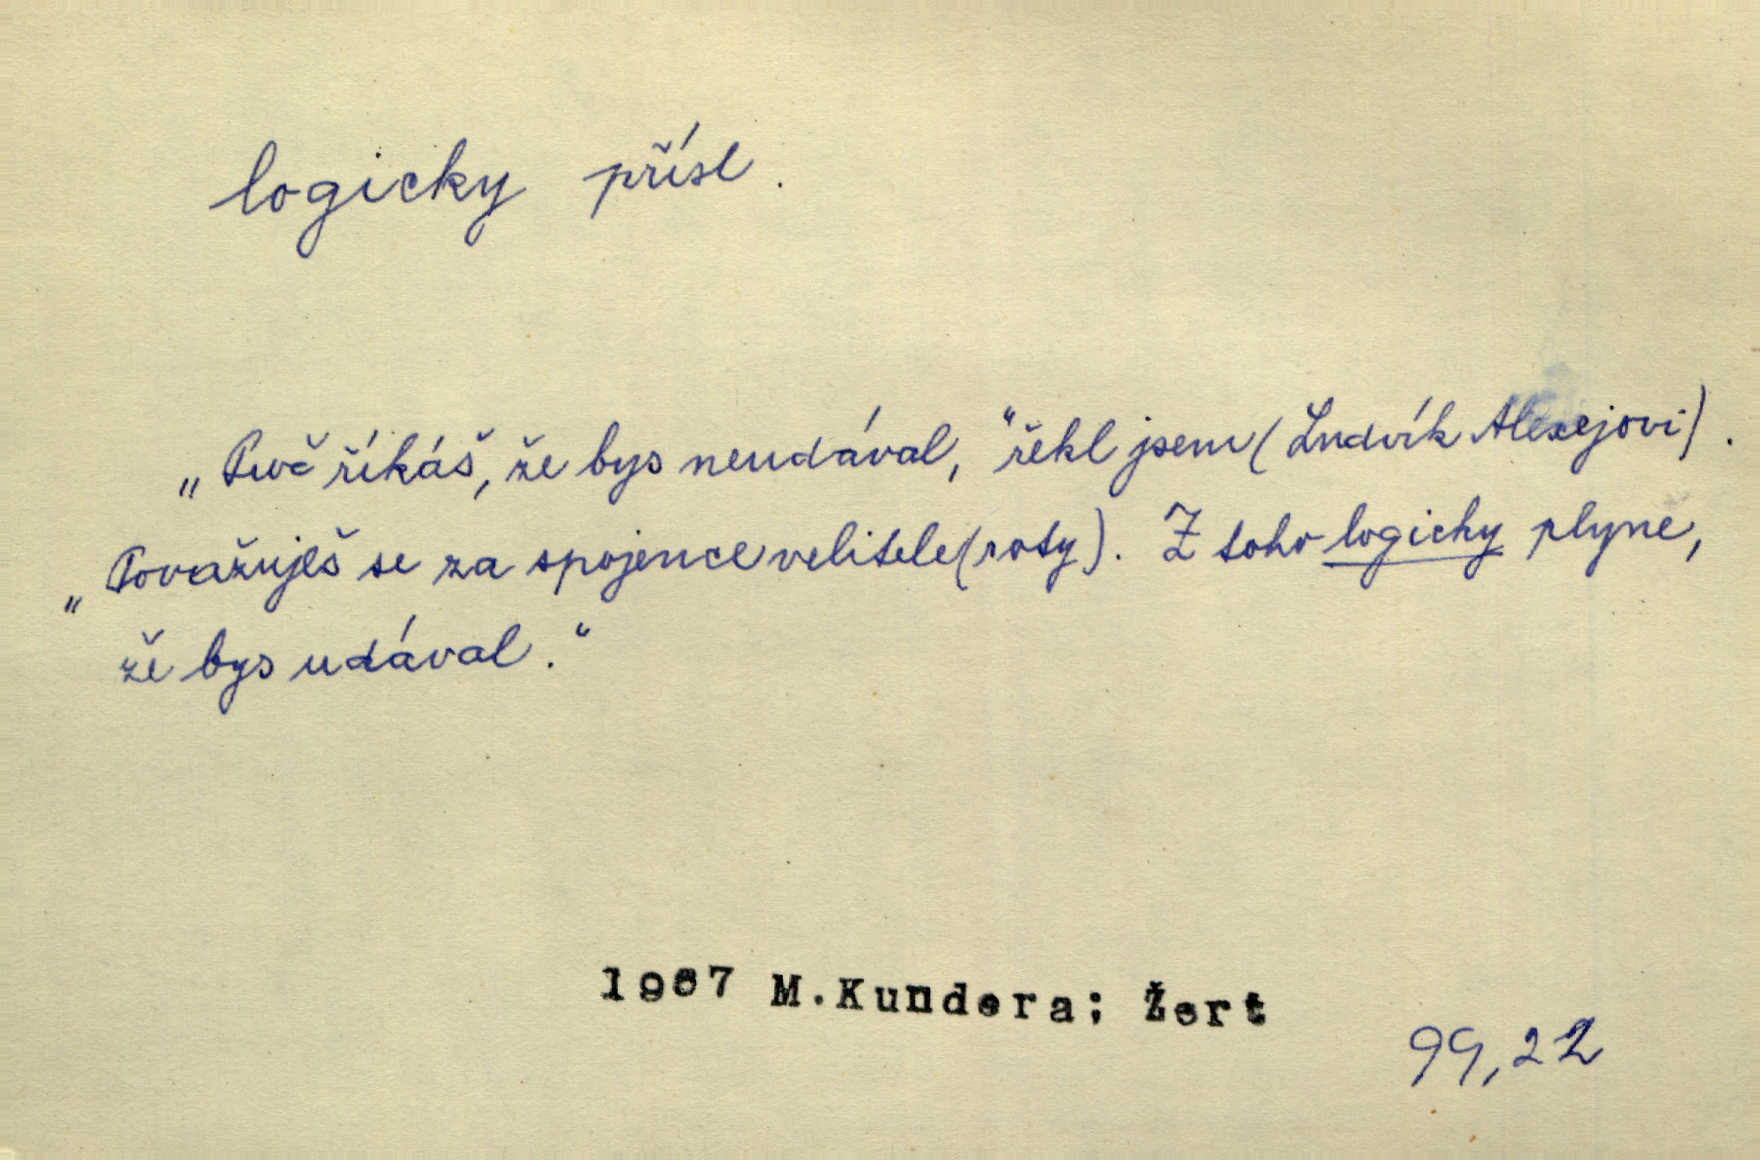 logicky přísl.
„Proč říkáš, že bys neudával,“ řekl jsem (Ludvík Alexejovi).
„Považuješ se za spojence velitele (roty). Z toho logicky plyne,
že bys udával.“
1967 M.Kundera; Žert
99,22